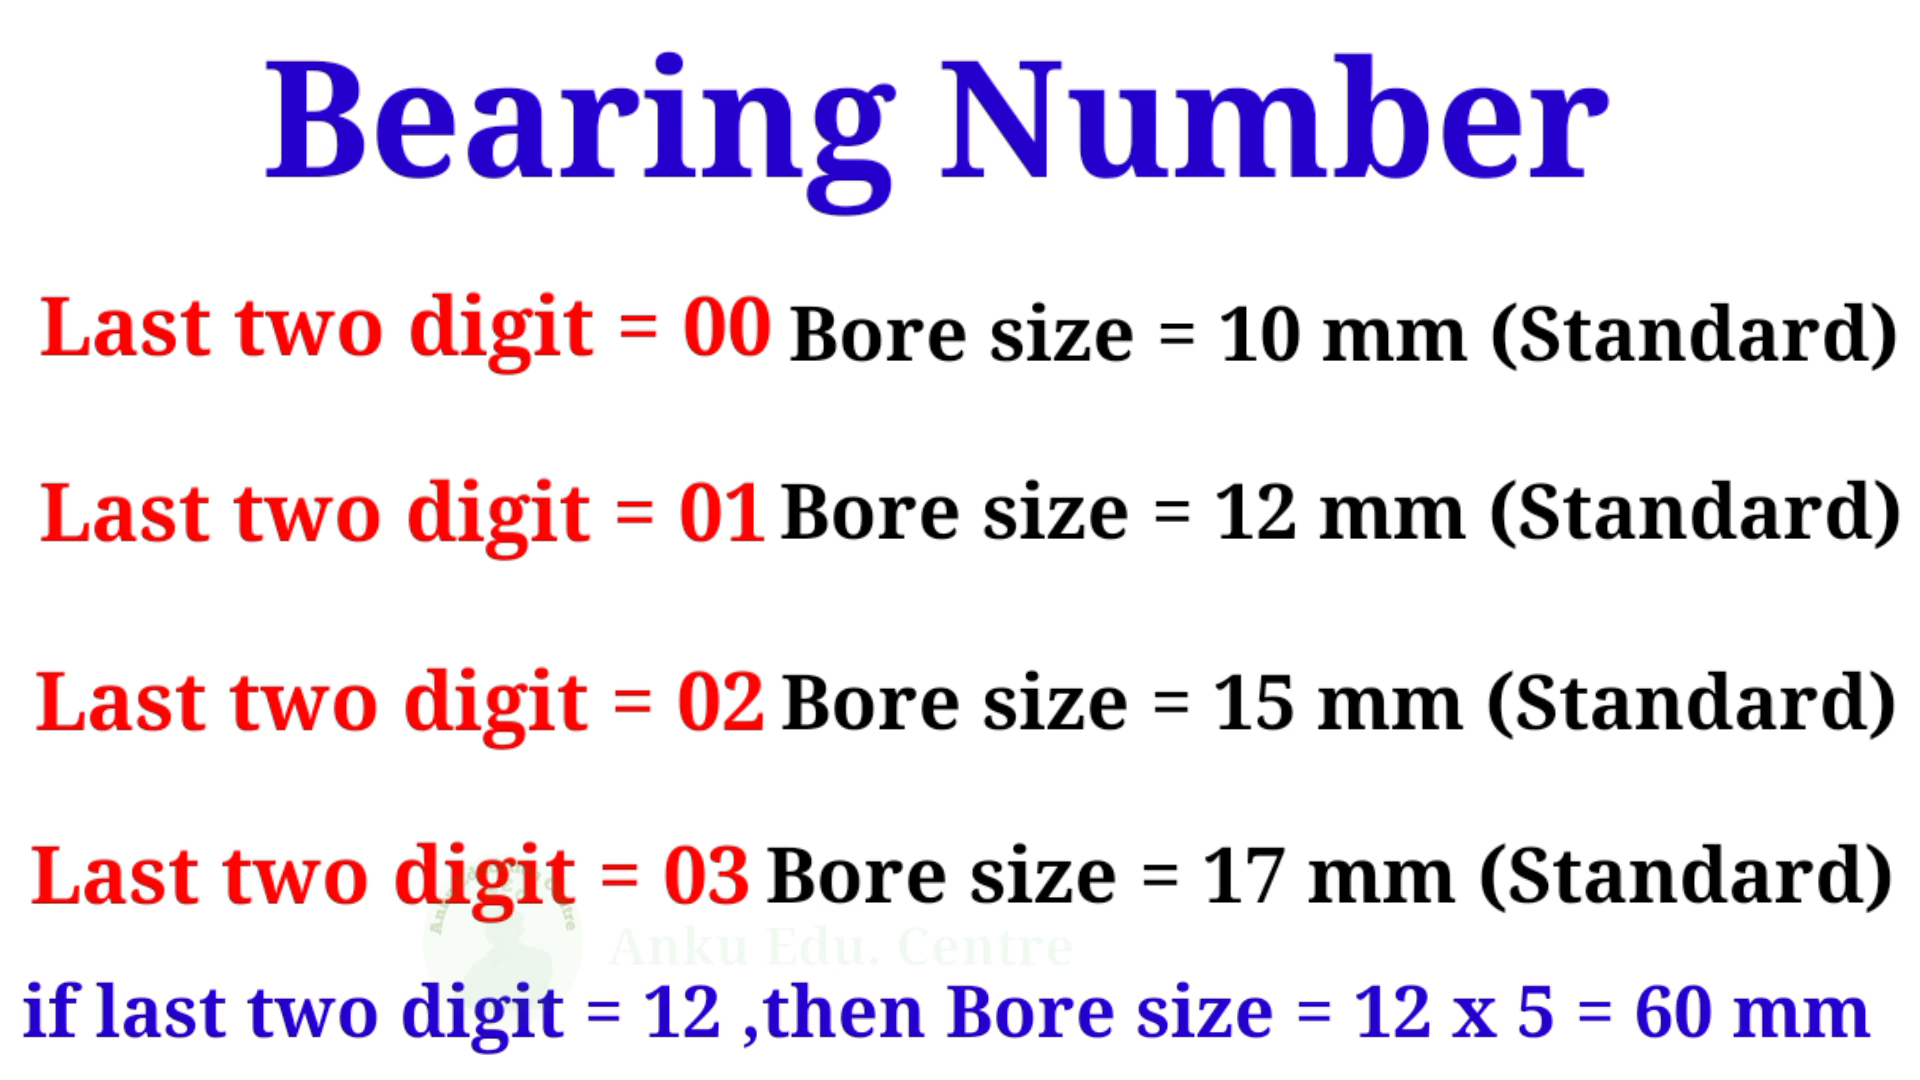 Bearing Number
Last two digit = 00 Bore size = 10 mm (Standard)
Last two digit = 01 Bore size = 12 mm (Standard)
Last two digit = 02 Bore size = 15 mm (Standard)
Last two digit = 03 Bore size = 17 mm (Standard)
Anku Edu. Centre
if last two digit = 12 ,then Bore size = 12 x 5 = 60 mm